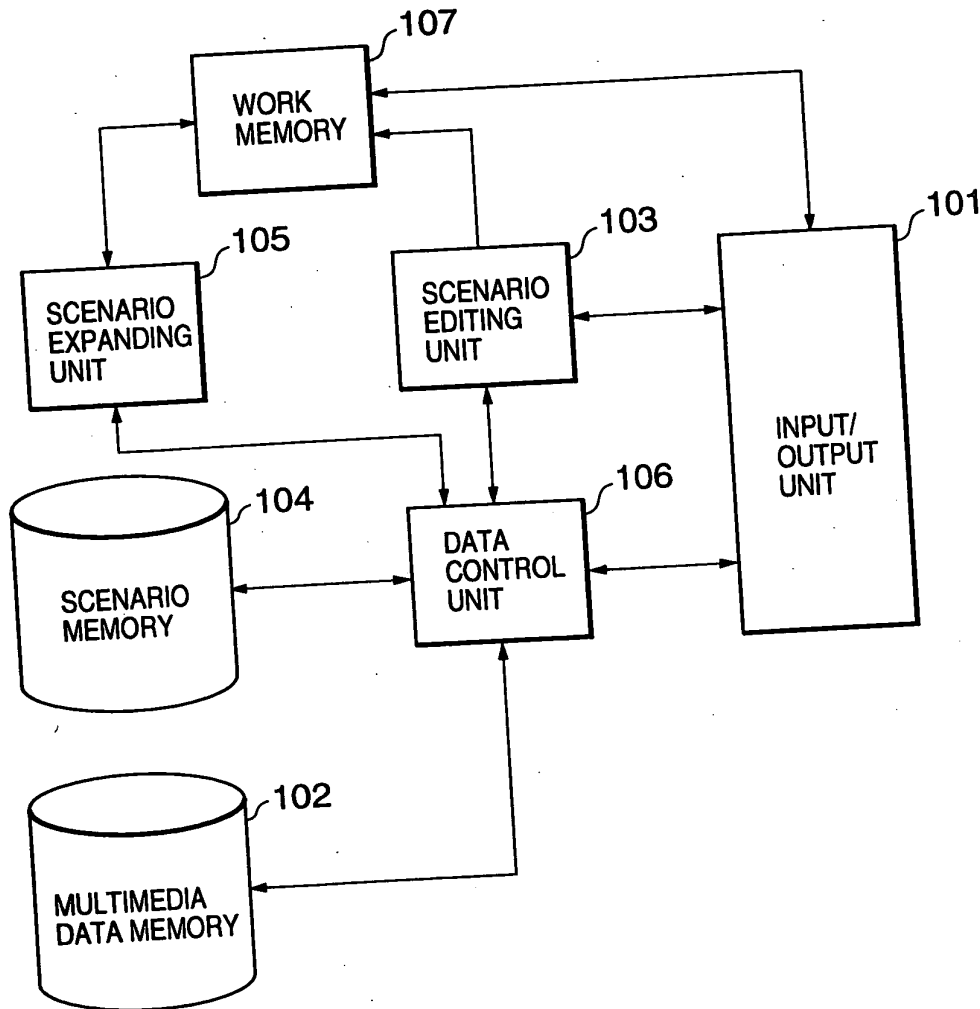 107
WORK
MEMORY
105
SCENARIO
EXPANDING
UNIT
103
SCENARIO
EDITING
UNIT
101
INPUT/
OUTPUT
UNIT
104
SCENARIO
MEMORY
106
DATA
CONTROL
UNIT
102
MULTIMEDIA
DATA MEMORY